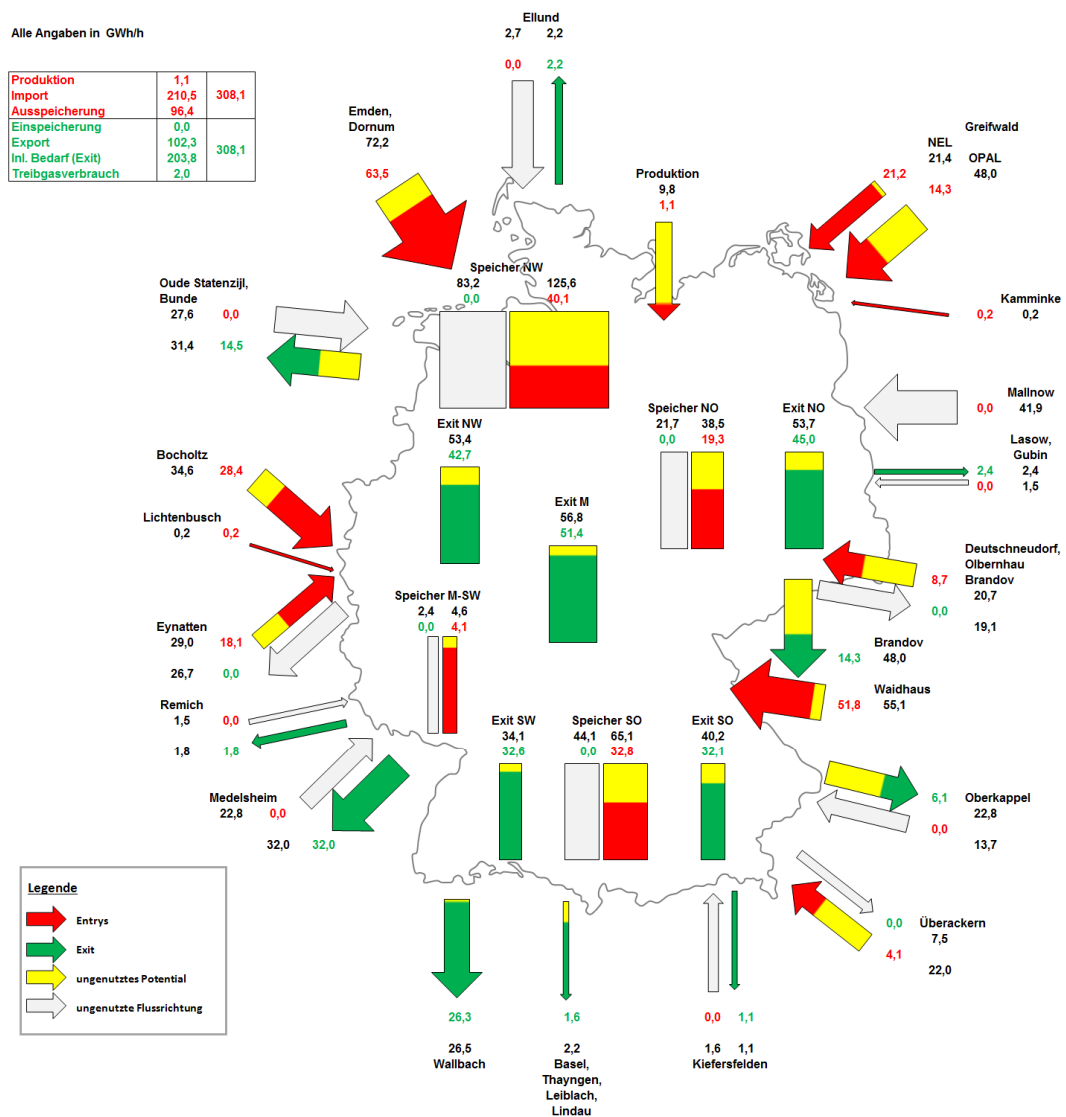 Alle Angaben in GWh/h
Produktion 1,1
Import 210,5 308,1
Ausspeicherung 96,4
Einspeicherung 0,0
Export 102,3 308,1
Inl. Bedarf (Exit) 203,8
Treibgasverbrauch 2,0
Ellund
2,7 2,2
0,0 2,2
Emden,
Dornum
72,2
63,5
Produktion
9,8
1,1
Greifwald
NEL
21,4 OPAL
48,0
21,2
14,3
Speicher NW
83,2 125,6
0,0 40,1
Oude Statenzijl,
Bunde
27,6 0,0
31,4 14,5
Kamminke
0,2 0,2
Mallnow
0,0 41,9
Lasow,
Gubin
2,4 2,4
0,0 1,5
Exit NW
53,4
42,7
Speicher NO
21,7 38,5
0,0 19,3
Exit NO
53,7
45,0
Bocholtz
34,6 28,4
Lichtenbusch
0,2 0,2
Exit M
56,8
51,4
Deutschneudorf,
Olbernhau
8,7 Brandov
20,7
0,0
19,1
Speicher M-SW
2,4 4,6
0,0 4,1
Eynatten
29,0 18,1
26,7 0,0
Brandov
14,3 48,0
Waidhaus
51,8 55,1
Remich
1,5 0,0
1,8 1,8
Exit SW
34,1
32,6
Speicher SO
44,1 65,1
0,0 32,8
Exit SO
40,2
32,1
Medelsheim
22,8 0,0
32,0 32,0
6,1 Oberkappel
22,8
0,0
13,7
0,0 Überackern
7,5
4,1
22,0
Legende
Entrys
Exit
ungenutztes Potential
ungenutzte Flussrichtung
26,3
26,5
Wallbach
1,6
2,2
Basel,
Thayngen,
Leiblach,
Lindau
0,0 1,1
1,6 1,1
Kiefersfelden